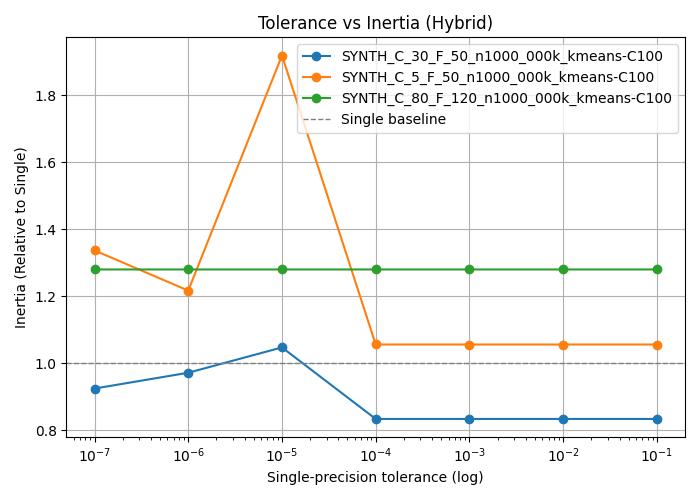 Tolerance vs Inertia (Hybrid)
SYNTH_C_30_F_50_n1000_000k_kmeans-C100
SYNTH_C_5_F_50_n1000_000k_kmeans-C100
SYNTH_C_80_F_120_n1000_000k_kmeans-C100
Single baseline
Inertia (Relative to Single)
1.8
1.6
1.4
1.2
1.0
0.8
10⁻⁷ 10⁻⁶ 10⁻⁵ 10⁻⁴ 10⁻³ 10⁻² 10⁻¹
Single-precision tolerance (log)